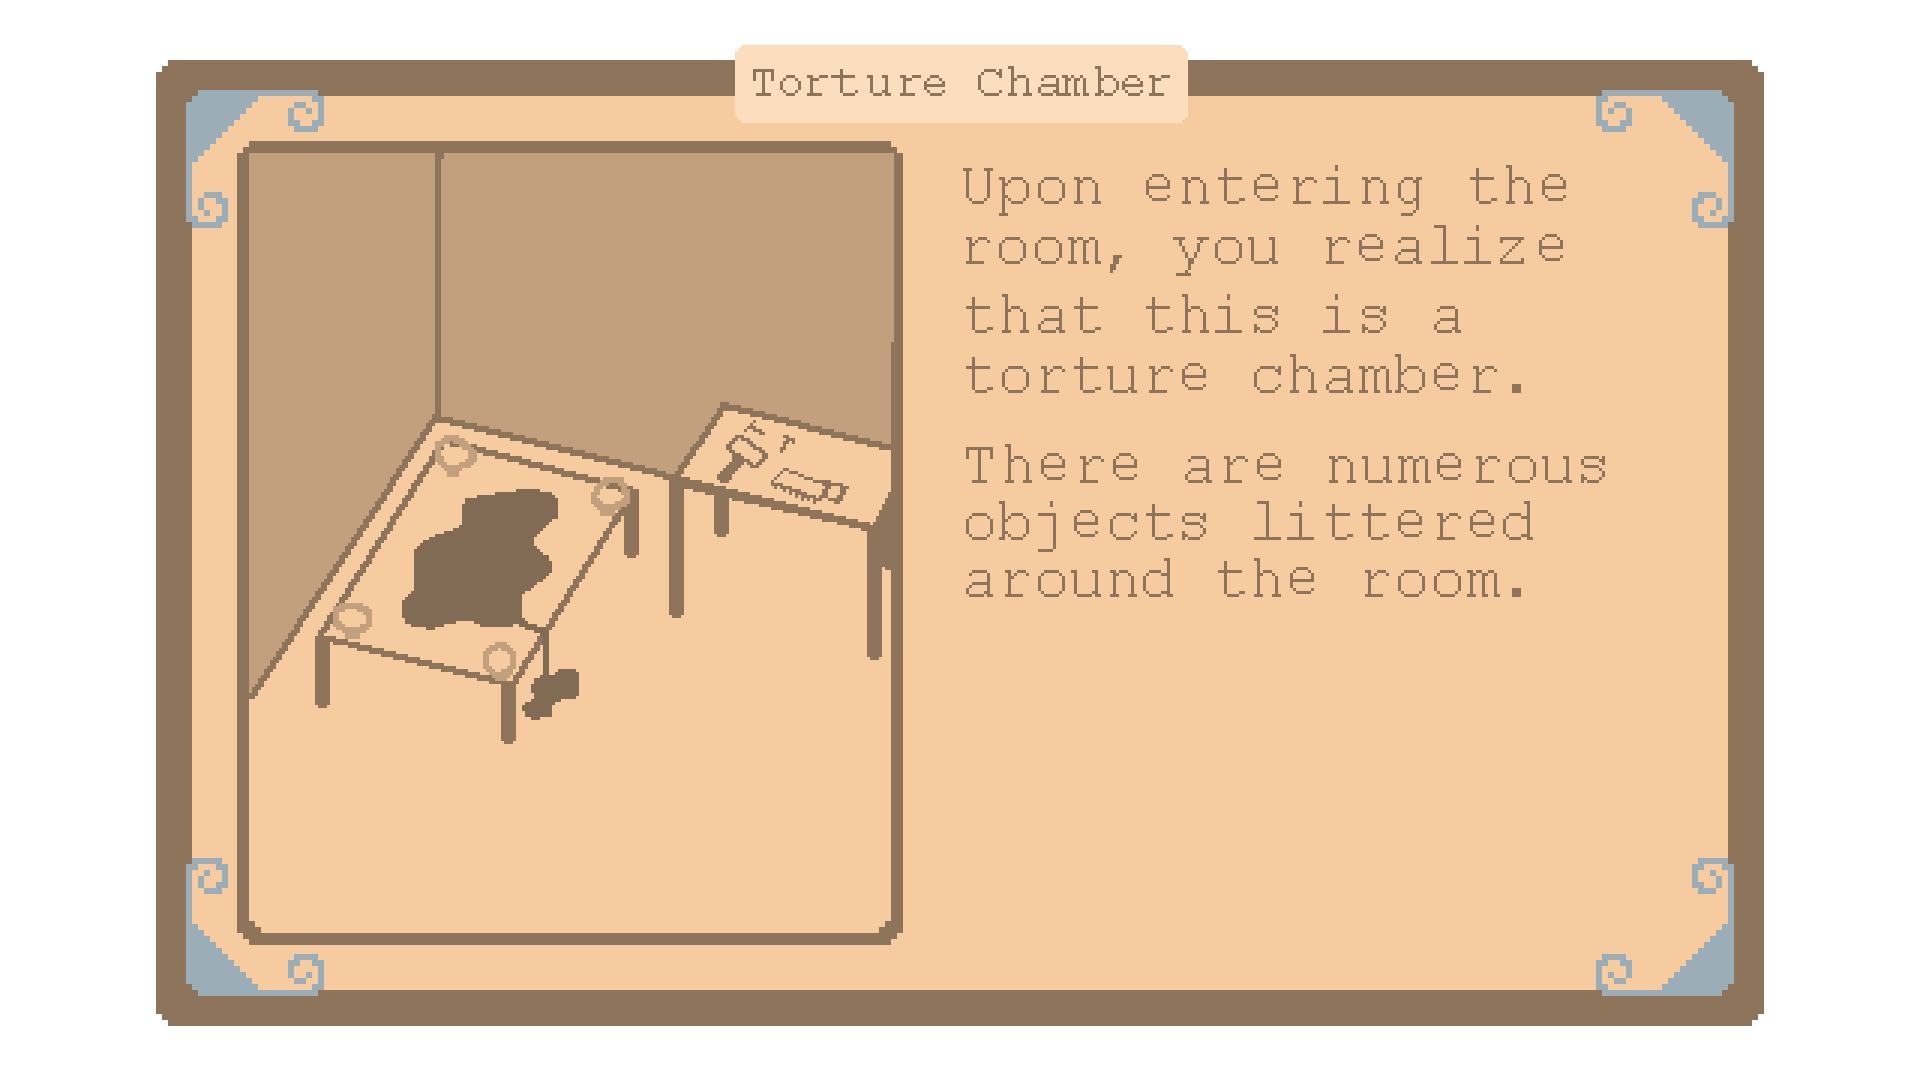 Torture Chamber
Upon entering the
room, you realize
that this is a
torture chamber.
There are numerous
objects littered
around the room.